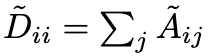 D̃ᵢᵢ = ∑ⱼ Ãᵢⱼ